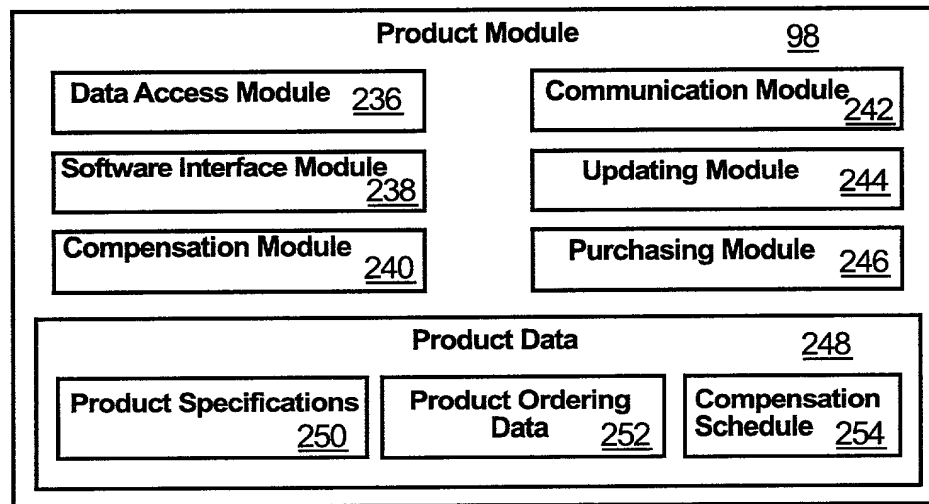 Product Module 98
Data Access Module 236
Communication Module 242
Software Interface Module 238
Updating Module 244
Compensation Module 240
Purchasing Module 246
Product Data 248
Product Specifications 250
Product Ordering
Data 252
Compensation
Schedule 254